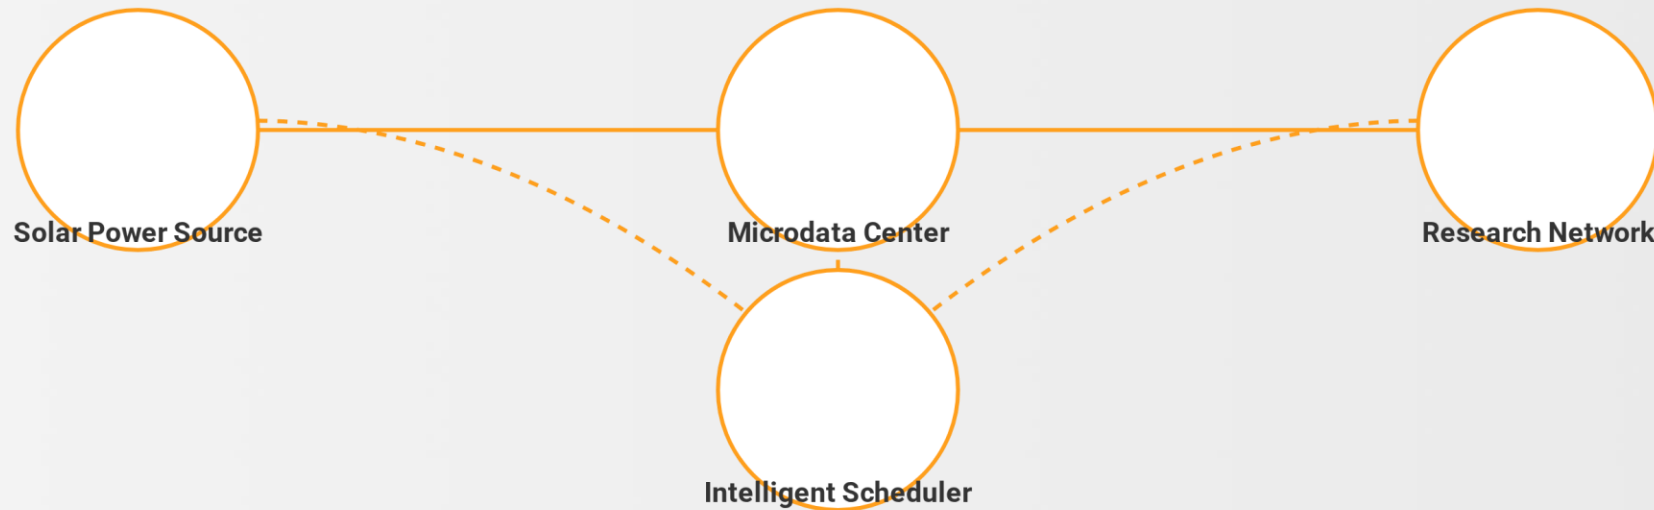 Solar Power Source
Microdata Center
Research Network
Intelligent Scheduler